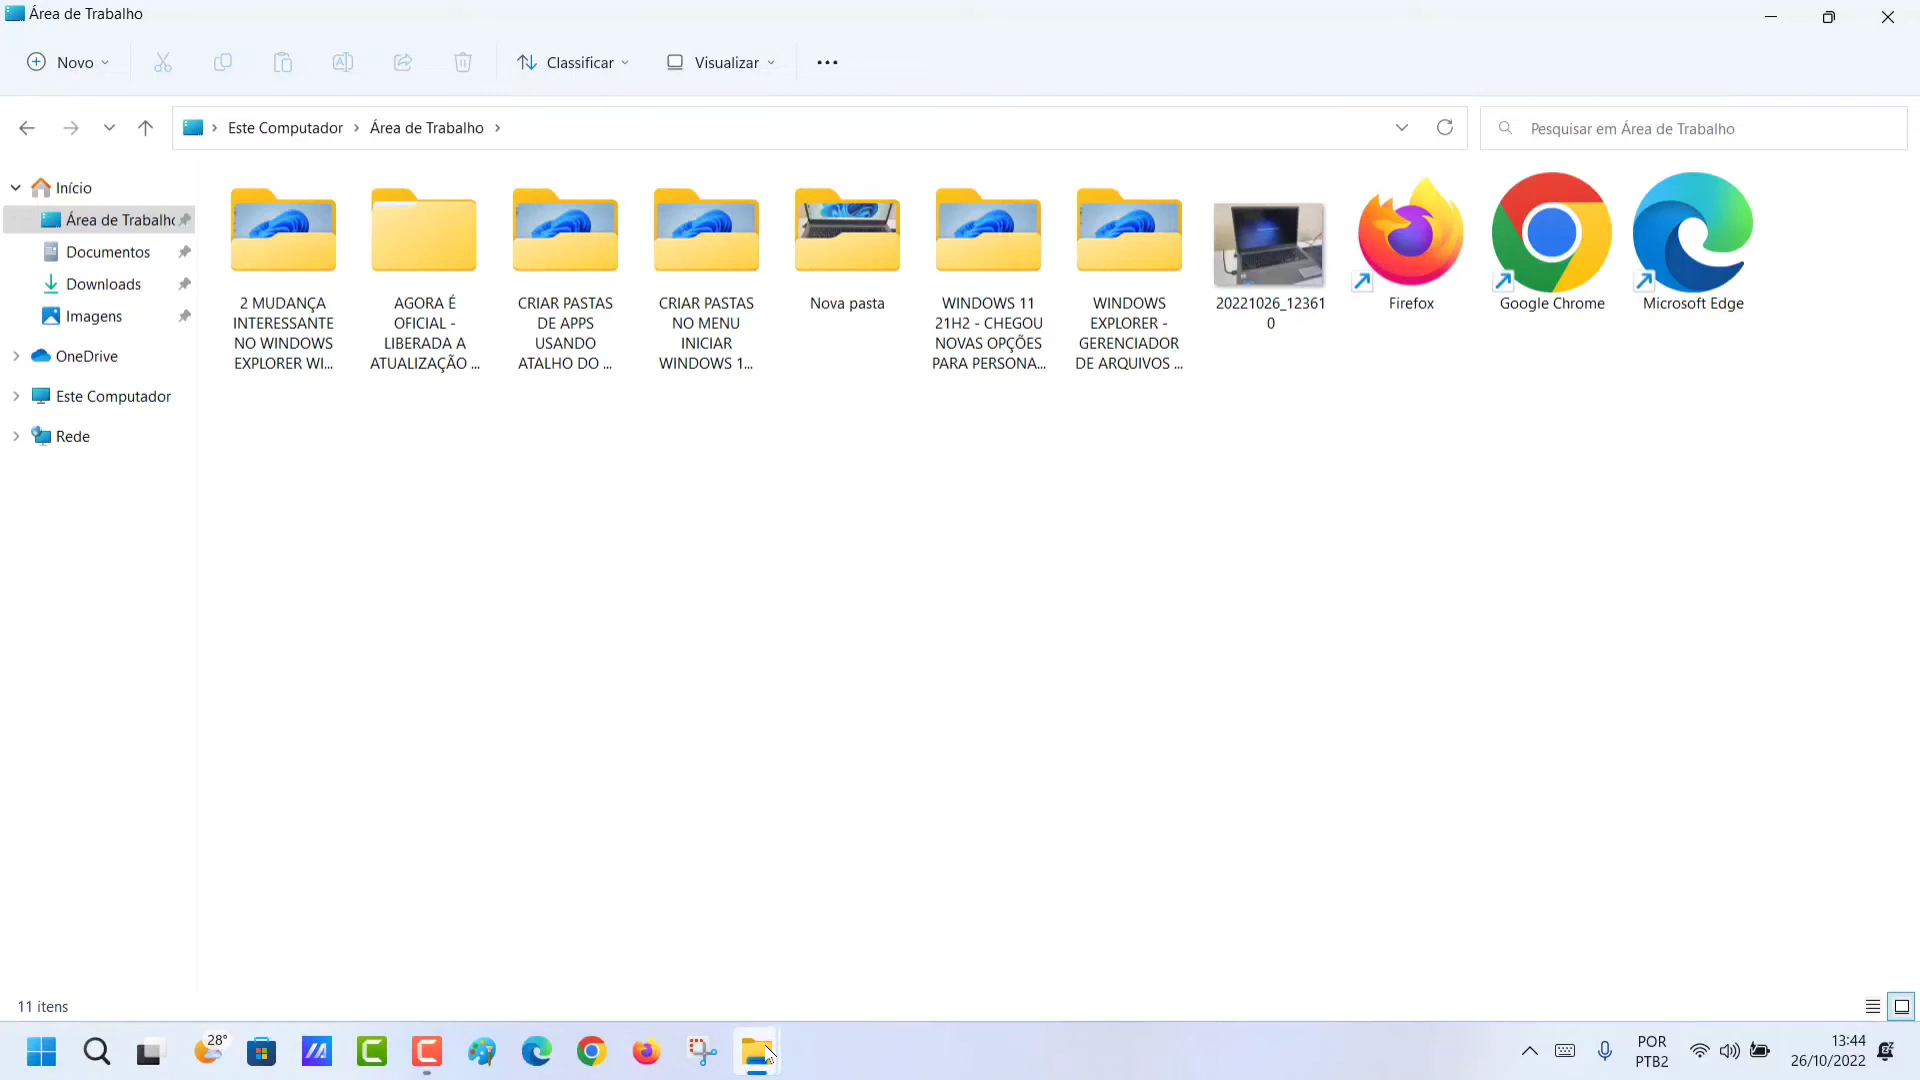 Área de Trabalho
Novo
Classificar
Visualizar
Este Computador
Área de Trabalho
Pesquisar em Área de Trabalho
Início
Área de Trabalho
Documentos
Downloads
Imagens
OneDrive
Este Computador
Rede
2 MUDANÇA
INTERESSANTE
NO WINDOWS
EXPLORER WI...
AGORA É
OFICIAL -
LIBERADA A
ATUALIZAÇÃO ...
CRIAR PASTAS
DE APPS
USANDO
ATALHO DO ...
CRIAR PASTAS
NO MENU
INICIAR
WINDOWS 1...
Nova pasta
WINDOWS 11
21H2 - CHEGOU
NOVAS OPÇÕES
PARA PERSONA...
WINDOWS
EXPLORER -
GERENCIADOR
DE ARQUIVOS ...
20221026_12361
0
Firefox
Google Chrome
Microsoft Edge
11 itens
28°
POR
PTB2
13:44
26/10/2022